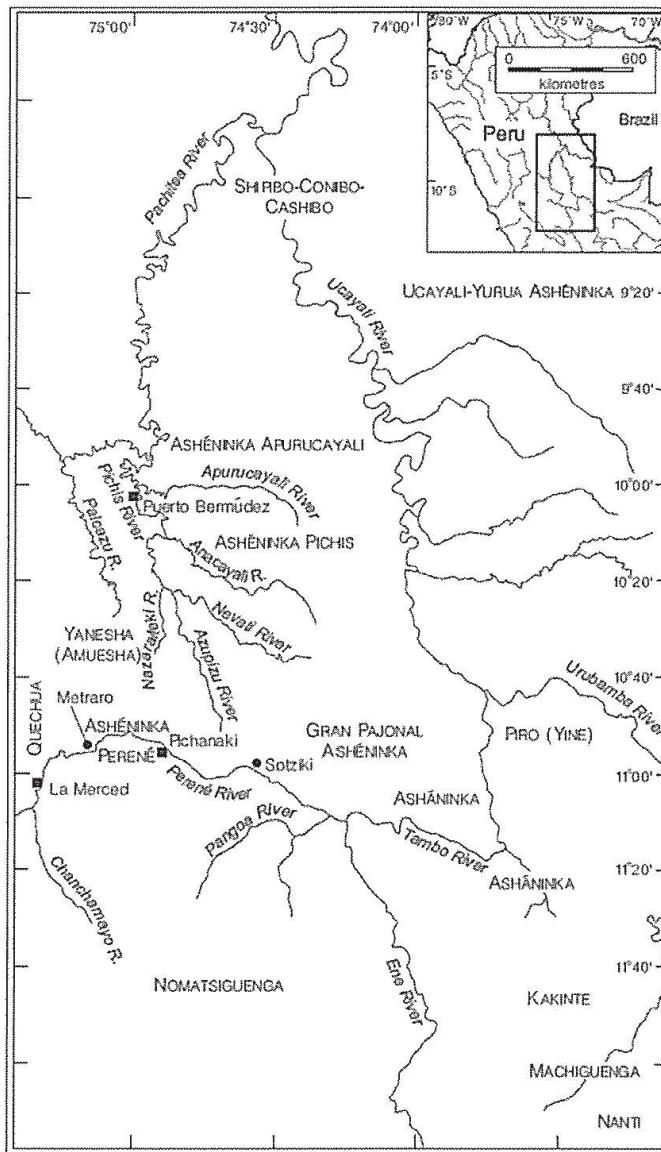 75°00'
74°30'
74°00'
80°W
75°W
70°W
5°S
0
600
kilometres
Brazil
Peru
10°S
Pachitea River
SHIRBO-CONIBO-
CASHIBO
Ucayali River
UCAYALI-YURUA ASHÉNINKA
9°20'
9°40'
ASHÉNINKA APURUCAYALI
Apurucayali River
10°00'
Pichis River
Puerto Bermúdez
Palcazu R.
ASHÉNINKA PICHIS
Anacayali R.
10°20'
Nazarateki R.
Nevati River
YANESHA
(AMUESHA)
Azupizu River
10°40'
Urubamba River
QUECHUA
Metraro
ASHÉNINKA
PERENÉ
Pichanaki
GRAN PAJONAL
ASHÉNINKA
PIRO (YINE)
Sotziki
La Merced
Perené River
11°00'
Pangoa River
ASHÁNINKA
Tambo River
Chanchamayo R.
ASHÁNINKA
11°20'
11°40'
NOMATSIGUENGA
Ene River
KAKINTE
MACHIGUENGA
NANTI